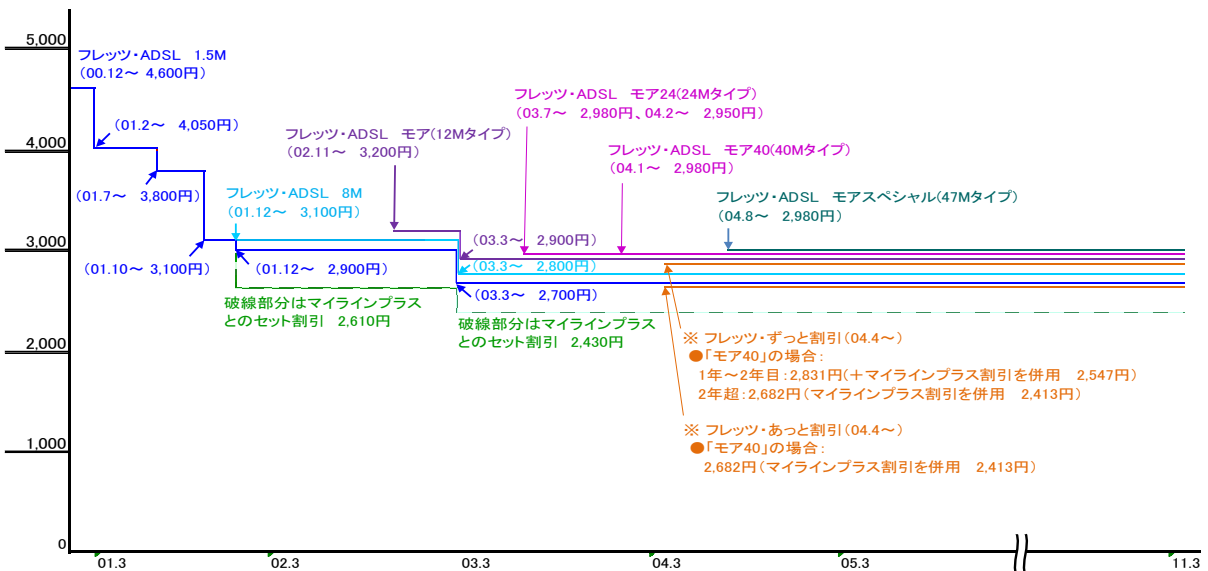 5,000
4,000
3,000
2,000
1,000
0
フレッツ・ADSL 1.5M
(00.12～ 4,600円)
(01.2～ 4,050円)
(01.7～ 3,800円)
(01.10～ 3,100円)
フレッツ・ADSL 8M
(01.12～ 3,100円)
(01.12～ 2,900円)
破線部分はマイラインプラス
とのセット割引 2,610円
フレッツ・ADSL モア(12Mタイプ)
(02.11～ 3,200円)
(03.3～ 2,900円)
(03.3～ 2,800円)
(03.3～ 2,700円)
破線部分はマイラインプラス
とのセット割引 2,430円
フレッツ・ADSL モア24(24Mタイプ)
(03.7～ 2,980円、04.2～ 2,950円)
フレッツ・ADSL モア40(40Mタイプ)
(04.1～ 2,980円)
フレッツ・ADSL モアスペシャル(47Mタイプ)
(04.8～ 2,980円)
※ フレッツ・ずっと割引(04.4～)
●「モア40」の場合:
1年～2年目:2,831円(＋マイラインプラス割引を併用 2,547円)
2年超:2,682円(マイラインプラス割引を併用 2,413円)
※ フレッツ・あっと割引(04.4～)
●「モア40」の場合:
2,682円(マイラインプラス割引を併用 2,413円)
01.3
02.3
03.3
04.3
05.3
11.3